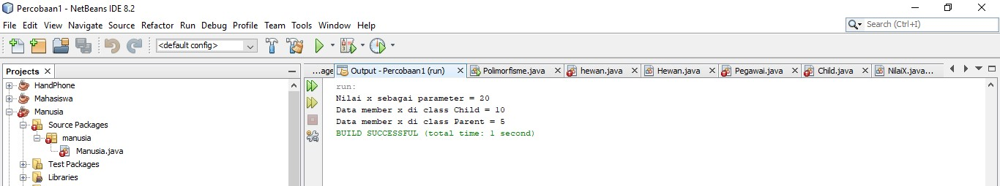 Percobaan1 - NetBeans IDE 8.2
File Edit View Navigate Source Refactor Run Debug Profile Team Tools Window Help
Search (Ctrl+I)
<default config>
Projects
...age
Output - Percobaan1 (run)
Polimorfisme.java
hewan.java
Hewan.java
Pegawai.java
Child.java
NilaiX.java...
HandPhone
Mahasiswa
Manusia
Source Packages
manusia
Manusia.java
Test Packages
Libraries
run:
Nilai x sebagai parameter = 20
Data member x di class Child = 10
Data member x di class Parent = 5
BUILD SUCCESSFUL (total time: 1 second)